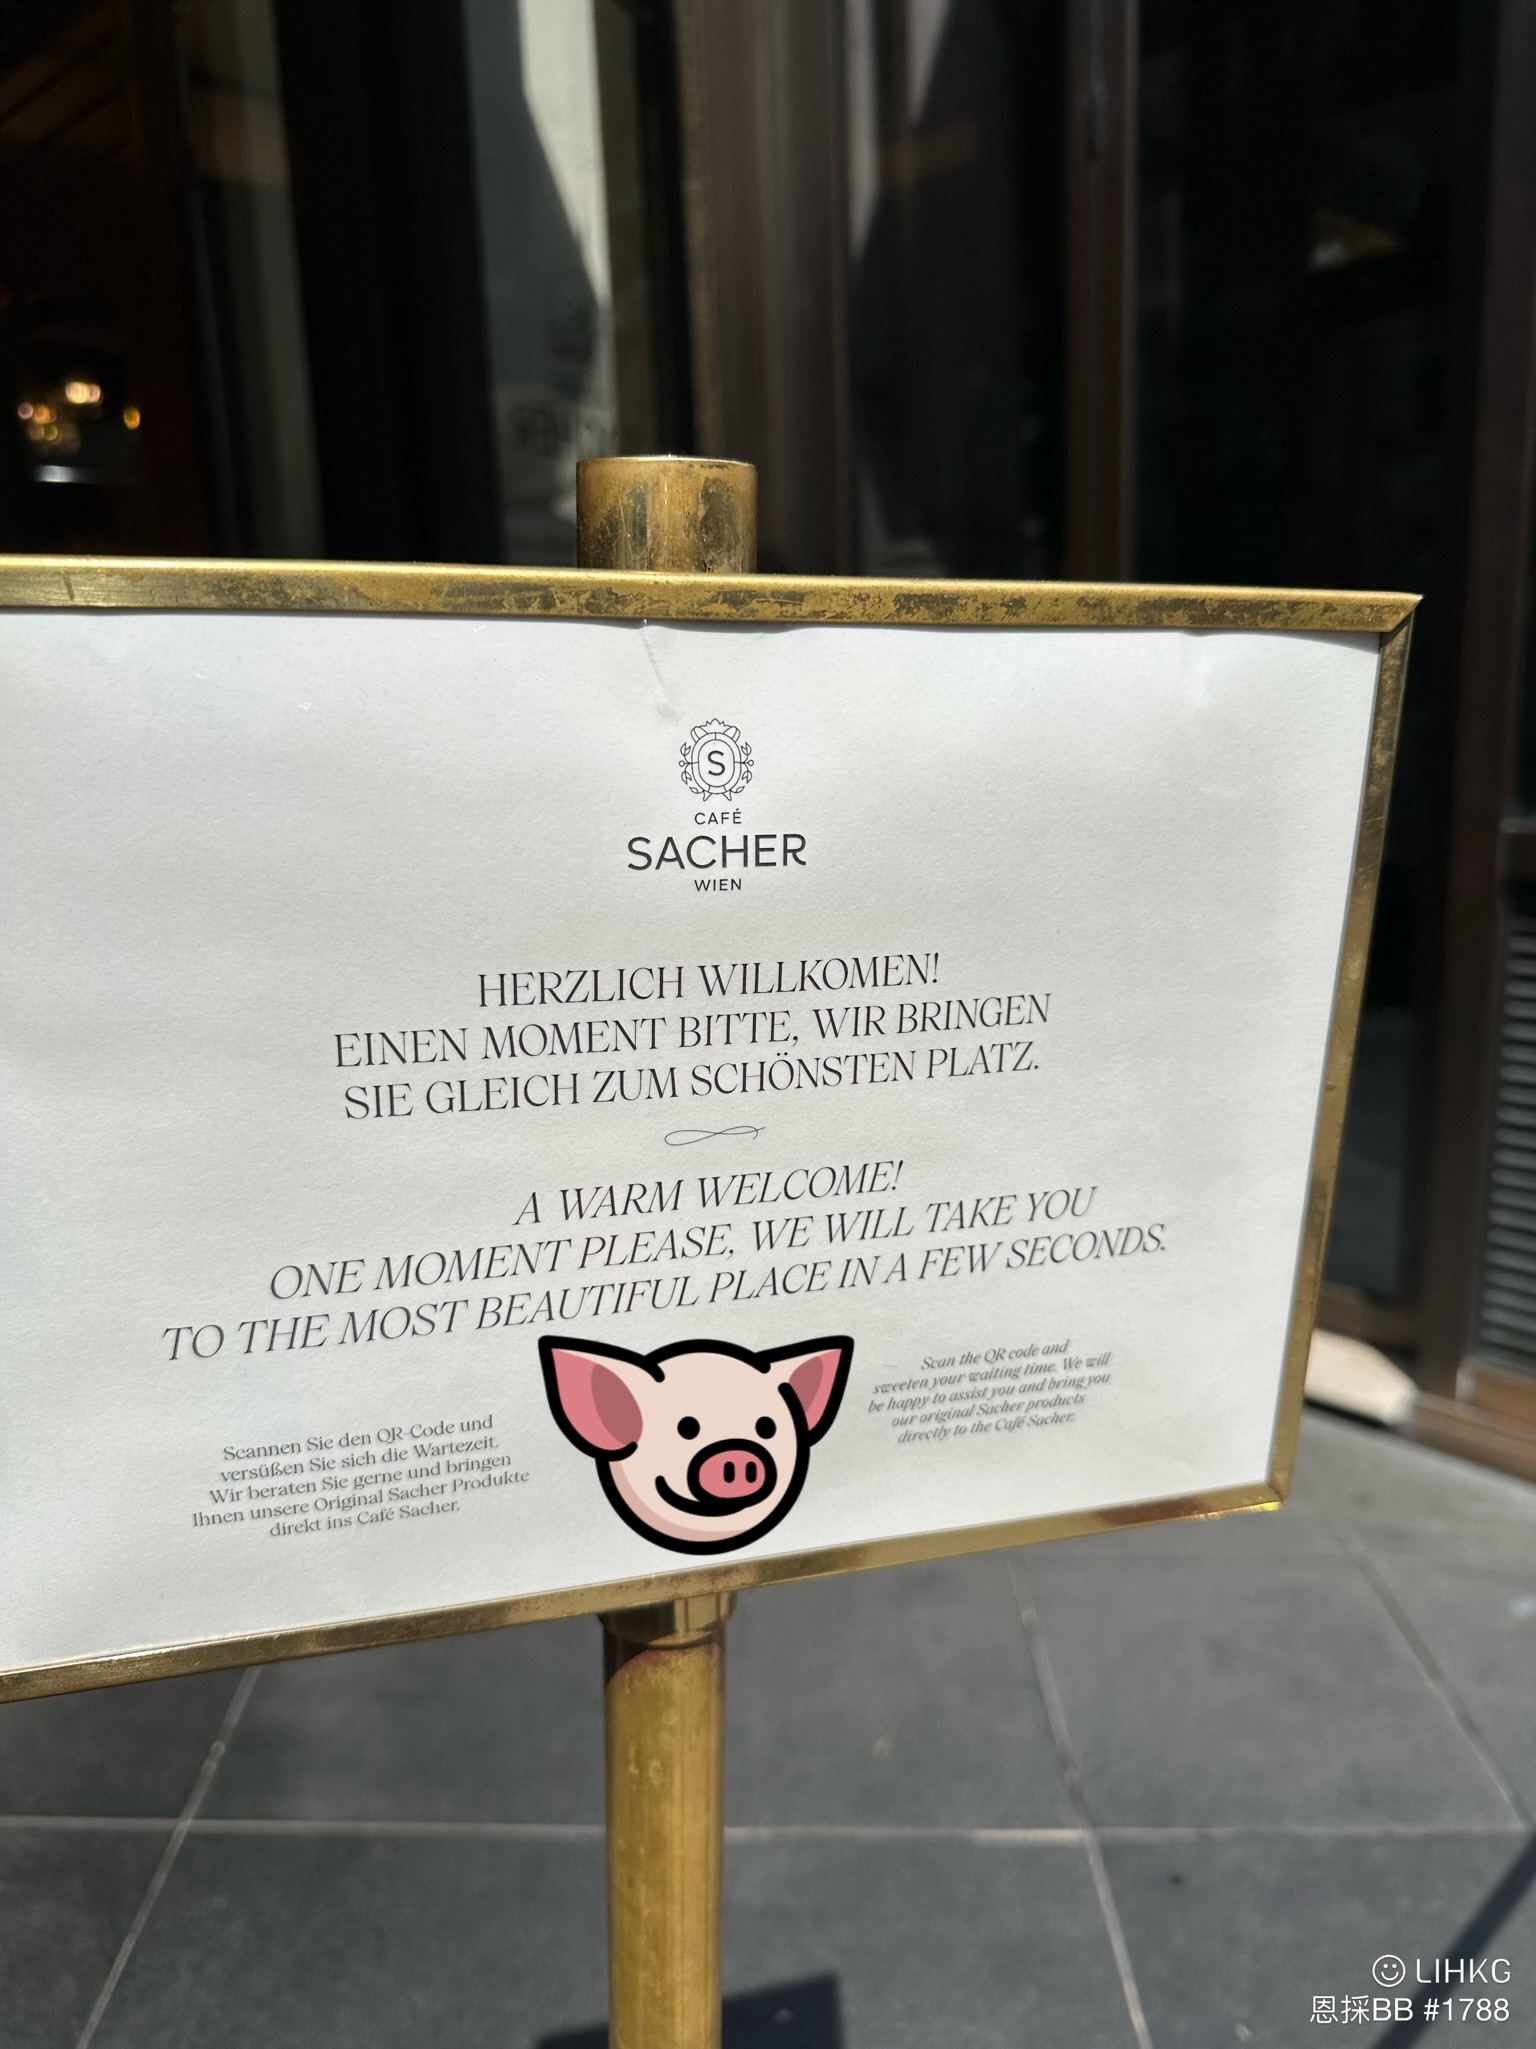 S
CAFÉ
SACHER
WIEN
HERZLICH WILLKOMEN!
EINEN MOMENT BITTE, WIR BRINGEN
SIE GLEICH ZUM SCHÖNSTEN PLATZ.
A WARM WELCOME!
ONE MOMENT PLEASE, WE WILL TAKE YOU
TO THE MOST BEAUTIFUL PLACE IN A FEW SECONDS.
Scannen Sie den QR-Code und
versüßen Sie sich die Wartezeit.
Wir beraten Sie gerne und bringen
Ihnen unsere Original Sacher Produkte
direkt ins Café Sacher.
Scan the QR code and
sweeten your waiting time. We will
be happy to assist you and bring you
our original Sacher products
directly to the Café Sacher.
LIHKG
恩採BB #1788